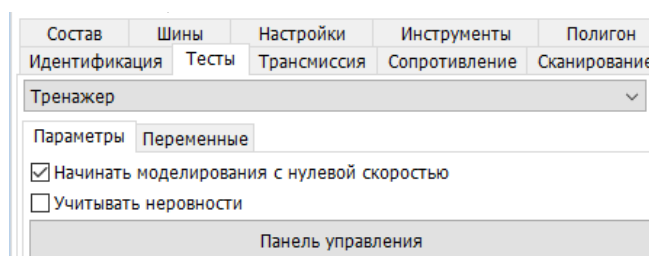 Состав Шины Настройки Инструменты Полигон
Идентификация Тесты Трансмиссия Сопротивление Сканирование
Тренажер
Параметры Переменные
Начинать моделирования с нулевой скоростью
Учитывать неровности
Панель управления